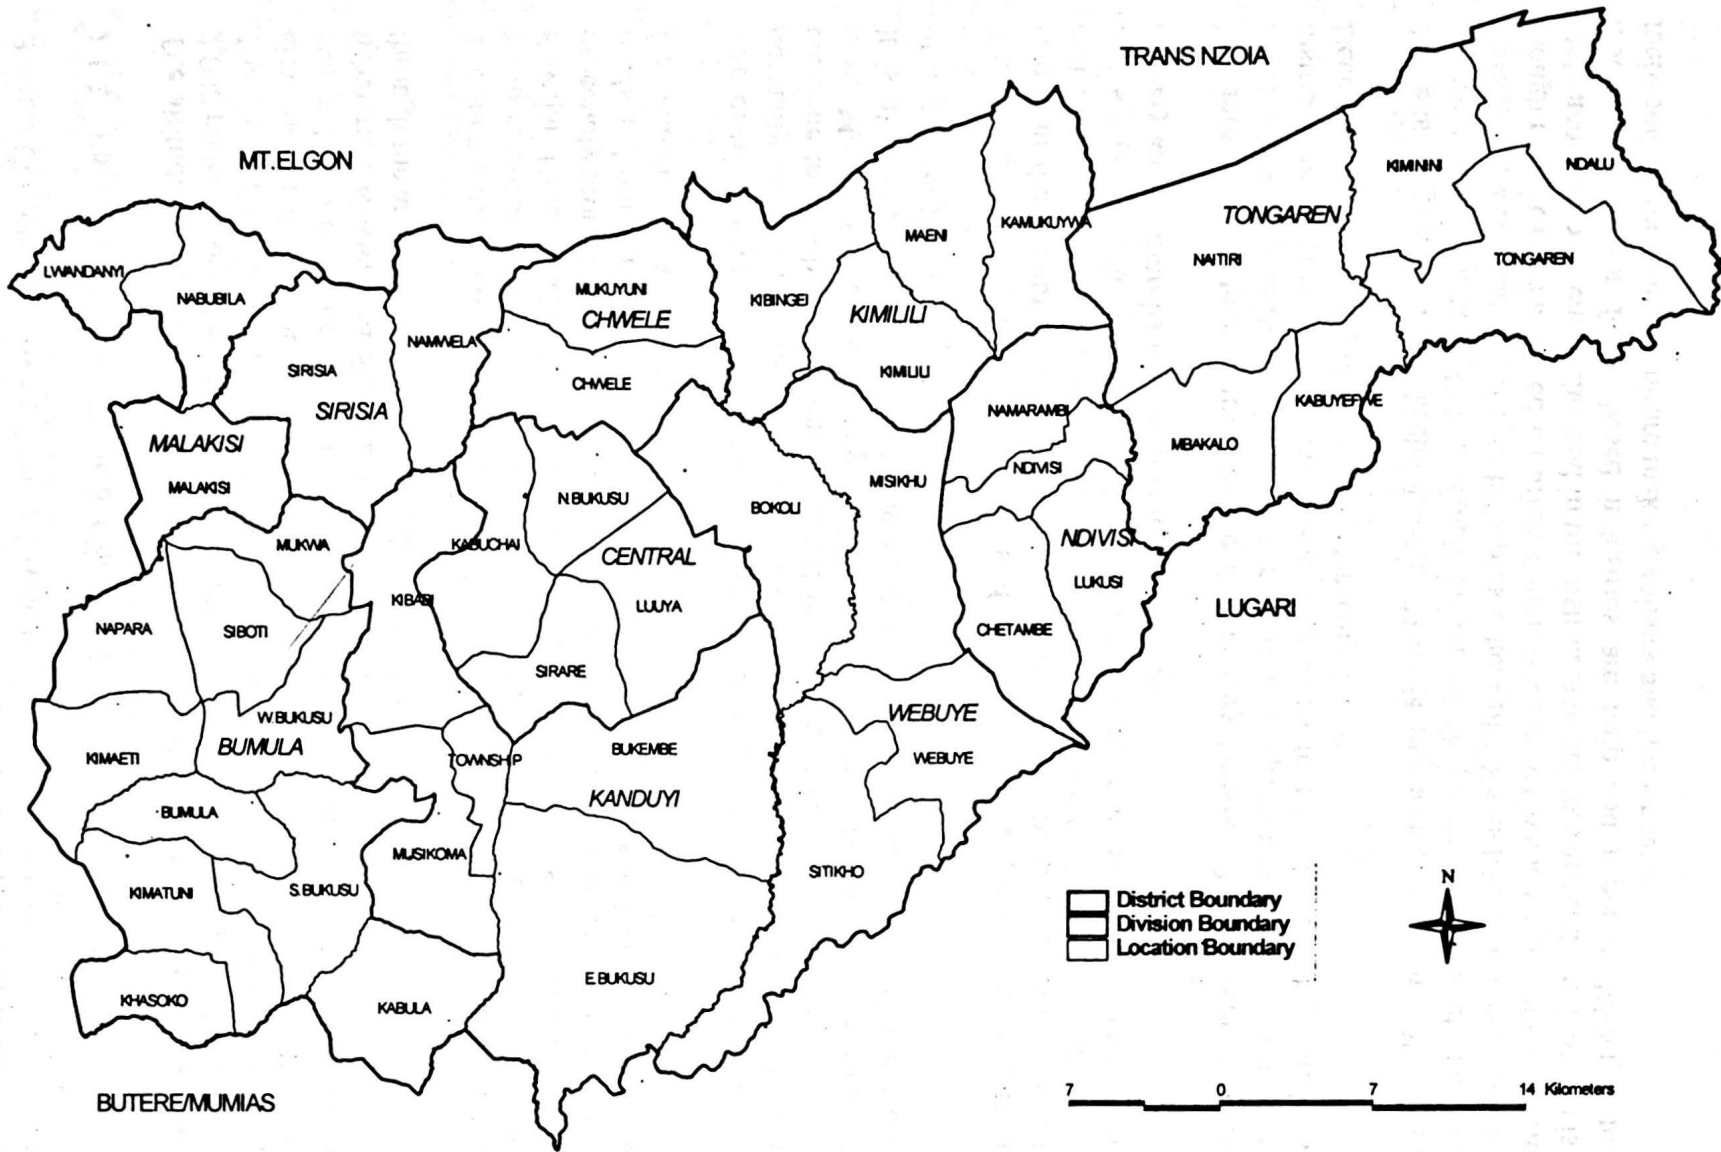 TRANS NZOIA
MT.ELGON
KIMININI
NDALU
TONGAREN
KAMUKUYWA
MAENI
NAITIRI
TONGAREN
LWANDANYI
NABUBILA
MUKUYUNI
CHWELE
KIBINGEI
KIMILILI
NAMWELA
SIRISIA
KIMILILI
CHWELE
SIRISIA
NAMARAMBI
KABUYEFWE
MALAKISI
MBAKALO
NDIVISI
MALAKISI
MISIKHU
N.BUKUSU
BOKOLI
MUKWA
KABUCHAI
CENTRAL
NDIVISI
LUKUSI
KIBABI
LUUYA
LUGARI
NAPARA
SIBOTI
CHETAMBE
SIRARE
W.BUKUSU
WEBUYE
BUMULA
KIMAETI
TOWNSHIP
BUKEMBE
WEBUYE
KANDUYI
BUMULA
MUSIKOMA
SITIKHO
KIMATUNI
S.BUKUSU
N
District Boundary
Division Boundary
Location Boundary
E.BUKUSU
KHASOKO
KABULA
BUTERE/MUMIAS
7 0 7 14 Kilometers